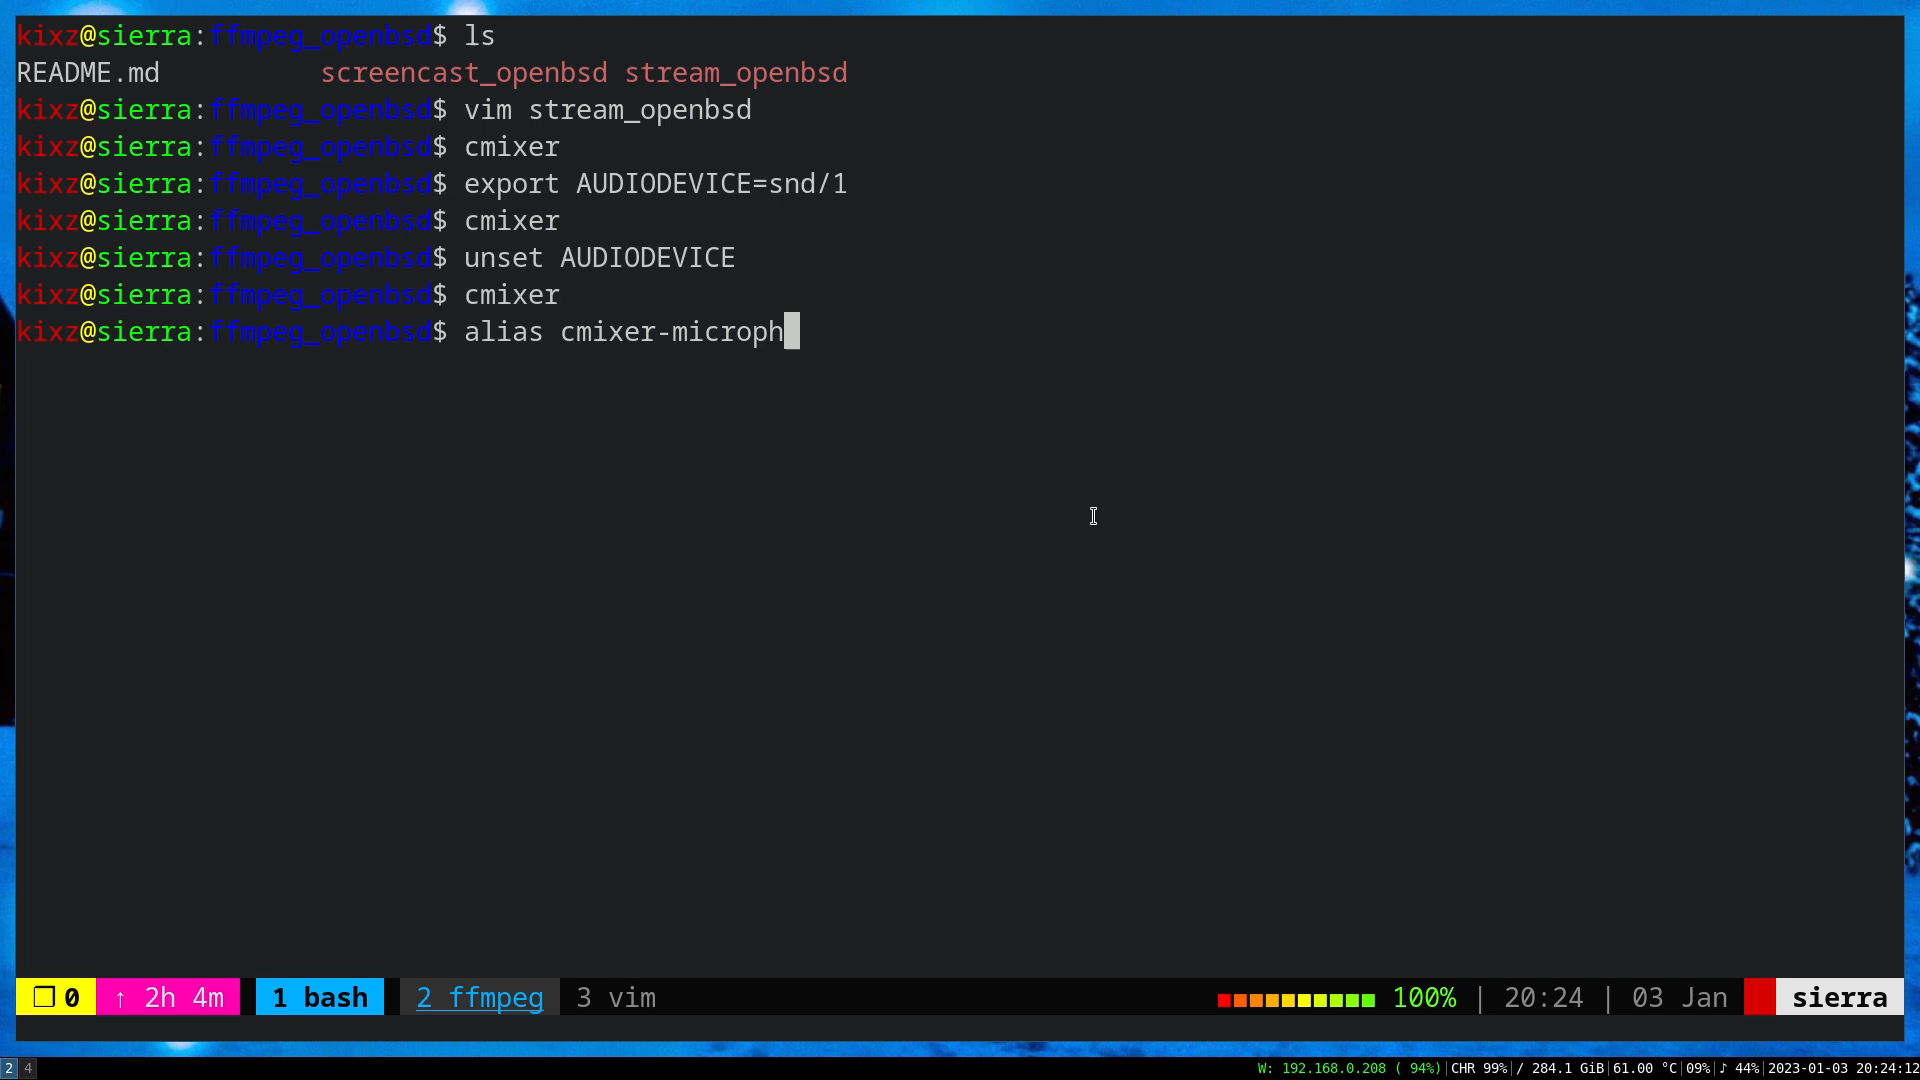 kixz@sierra:ffmpeg_openbsd$ ls
README.md          screencast_openbsd stream_openbsd
kixz@sierra:ffmpeg_openbsd$ vim stream_openbsd
kixz@sierra:ffmpeg_openbsd$ cmixer
kixz@sierra:ffmpeg_openbsd$ export AUDIODEVICE=snd/1
kixz@sierra:ffmpeg_openbsd$ cmixer
kixz@sierra:ffmpeg_openbsd$ unset AUDIODEVICE
kixz@sierra:ffmpeg_openbsd$ cmixer
kixz@sierra:ffmpeg_openbsd$ alias cmixer-microph
❐ 0 ↑ 2h 4m 1 bash 2 ffmpeg 3 vim 100% | 20:24 | 03 Jan sierra
2 4 W: 192.168.0.208 ( 94%)|CHR 99%|/ 284.1 GiB|61.00 °C|09%|♪ 44%|2023-01-03 20:24:12